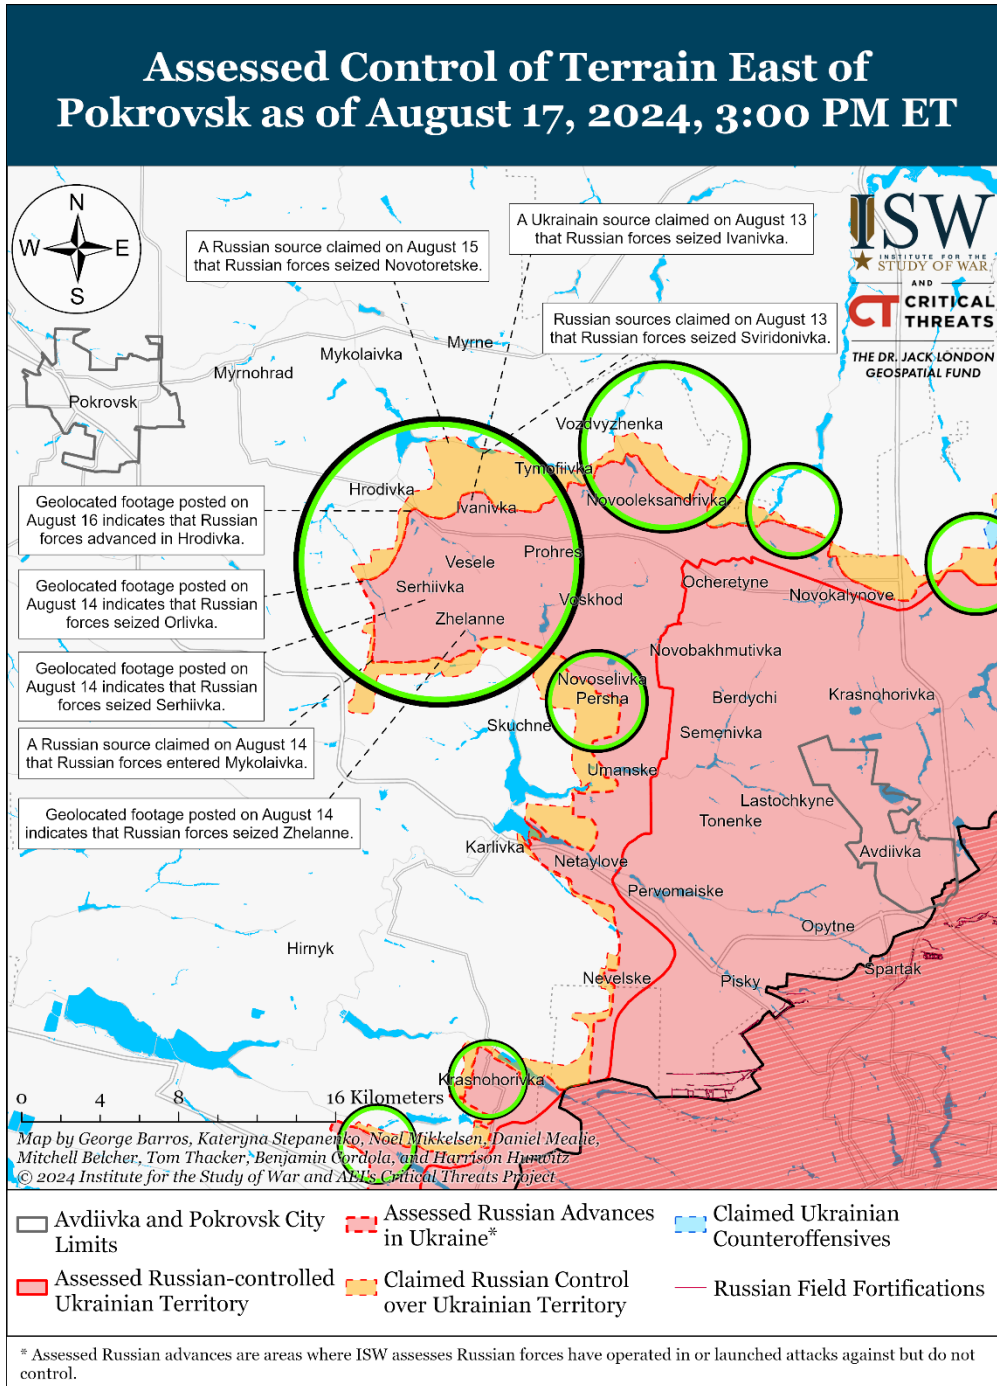 Assessed Control of Terrain East of
Pokrovsk as of August 17, 2024, 3:00 PM ET
N
W
E
S
A Russian source claimed on August 15
that Russian forces seized Novotoretske.
A Ukrainain source claimed on August 13
that Russian forces seized Ivanivka.
Russian sources claimed on August 13
that Russian forces seized Sviridonivka.
ISW
INSTITUTE FOR THE
STUDY OF WAR
AND
CT CRITICAL
THREATS
THE DR. JACK LONDON
GEOSPATIAL FUND
Myrne
Mykolaivka
Myrnohrad
Pokrovsk
Vozdvyzhenka
Tymofiivka
Hrodivka
Novooleksandrivka
Ivanivka
Geolocated footage posted on
August 16 indicates that Russian
forces advanced in Hrodivka.
Prohres
Vesele
Serhiivka
Ocheretyne
Novokalynove
Voskhod
Zhelanne
Geolocated footage posted on
August 14 indicates that Russian
forces seized Orlivka.
Novobakhmutivka
Geolocated footage posted on
August 14 indicates that Russian
forces seized Serhiivka.
Novoselivka
Persha
Berdychi
Krasnohorivka
Skuchne
Semenivka
A Russian source claimed on August 14
that Russian forces entered Mykolaivka.
Umanske
Lastochkyne
Tonenke
Geolocated footage posted on August 14
indicates that Russian forces seized Zhelanne.
Karlivka
Netaylove
Avdiivka
Pervomaiske
Opytne
Hirnyk
Nevelske
Pisky
Spartak
Krasnohorivka
0 4 8 16 Kilometers
Map by George Barros, Kateryna Stepanenko, Noel Mikkelsen, Daniel Mealie,
Mitchell Belcher, Tom Thacker, Benjamin Cordola, and Harrison Hurwitz
© 2024 Institute for the Study of War and AEI's Critical Threats Project
Avdiivka and Pokrovsk City
Limits
Assessed Russian Advances
in Ukraine*
Claimed Ukrainian
Counteroffensives
Assessed Russian-controlled
Ukrainian Territory
Claimed Russian Control
over Ukrainian Territory
Russian Field Fortifications
* Assessed Russian advances are areas where ISW assesses Russian forces have operated in or launched attacks against but do not
control.